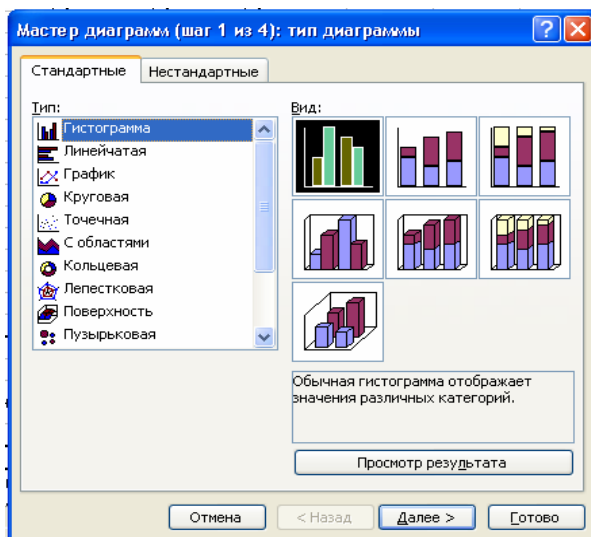 Мастер диаграмм (шаг 1 из 4): тип диаграммы
Стандартные Нестандартные
Тип:
Гистограмма
Линейчатая
График
Круговая
Точечная
С областями
Кольцевая
Лепестковая
Поверхность
Пузырьковая
Вид:
Обычная гистограмма отображает
значения различных категорий.
Просмотр результата
Отмена < Назад Далее > Готово